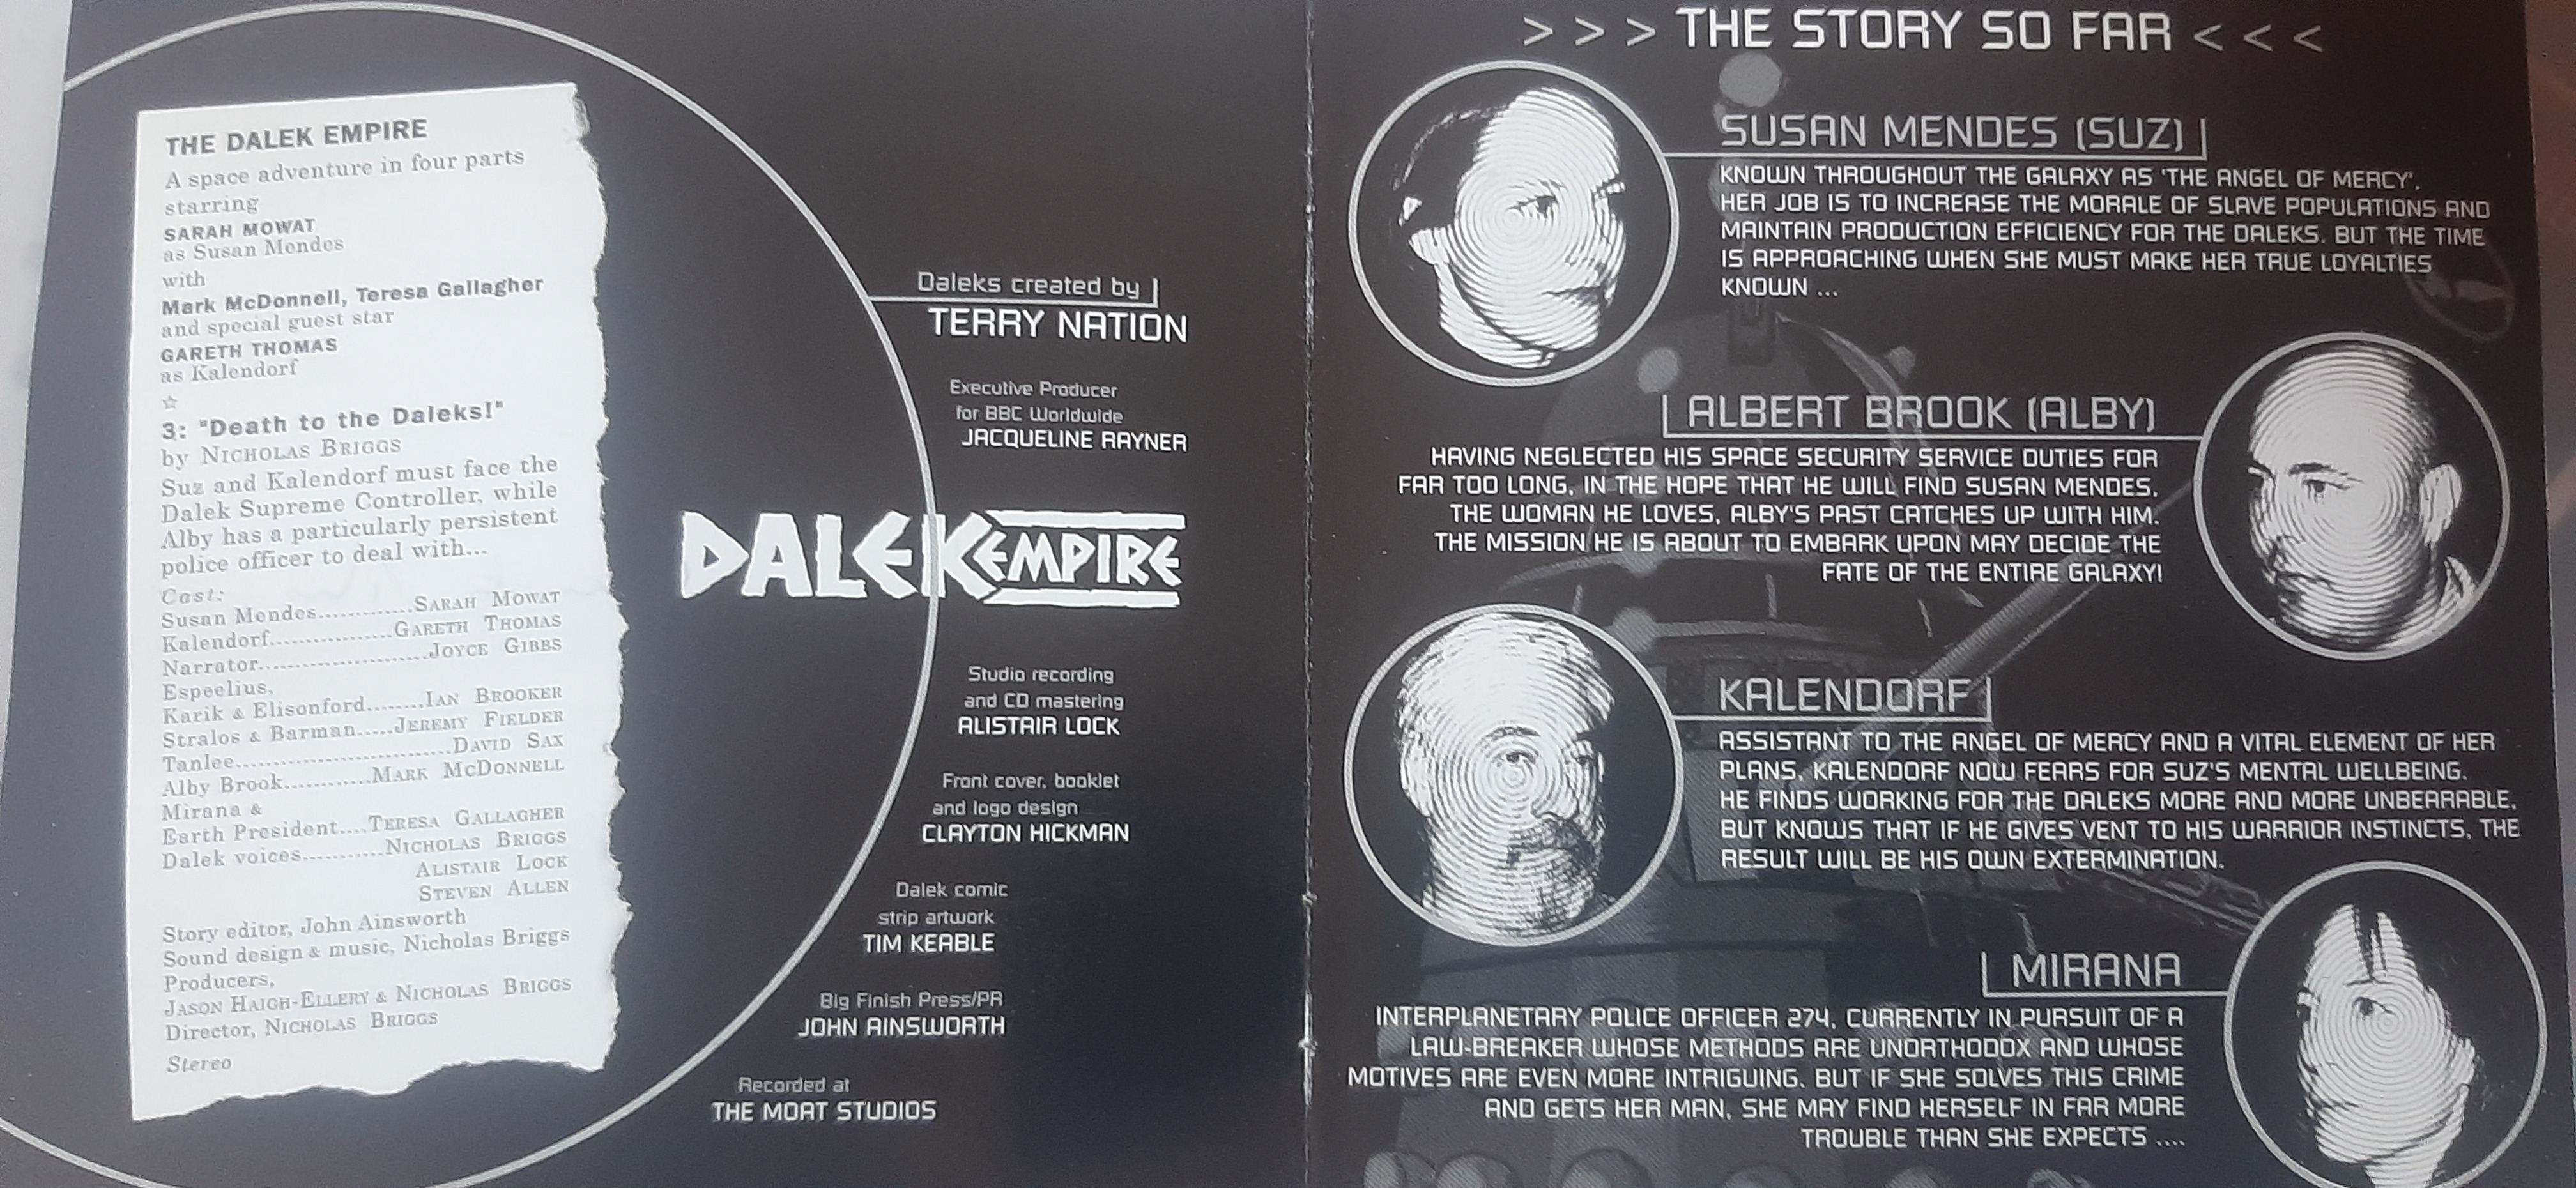 THE DALEK EMPIRE
A space adventure in four parts
starring
SARAH MOWAT
as Susan Mendes
with
Mark McDonnell, Teresa Gallagher
and special guest star
GARETH THOMAS
as Kalendorf
☆
3: "Death to the Daleks!"
by NICHOLAS BRIGGS
Suz and Kalendorf must face the
Dalek Supreme Controller, while
Alby has a particularly persistent
police officer to deal with...
Cast:
Susan Mendes.............SARAH MOWAT
Kalendorf.................GARETH THOMAS
Narrator.......................JOYCE GIBBS
Espeelius,
Karik & Elisonford........IAN BROOKER
Stralos & Barman.....JEREMY FIELDER
Tanlee..............................DAVID SAX
Alby Brook............MARK MCDONNELL
Mirana &
Earth President....TERESA GALLAGHER
Dalek voices...........NICHOLAS BRIGGS
ALISTAIR LOCK
STEVEN ALLEN
Story editor, John Ainsworth
Sound design & music, Nicholas Briggs
Producers,
JASON HAIGH-ELLERY & NICHOLAS BRIGGS
Director, NICHOLAS BRIGGS
Stereo
Daleks created by
TERRY NATION
Executive Producer
for BBC Worldwide
JACQUELINE RAYNER
DALEK EMPIRE
Studio recording
and CD mastering
ALISTAIR LOCK
Front cover, booklet
and logo design
CLAYTON HICKMAN
Dalek comic
strip artwork
TIM KEABLE
Big Finish Press/PR
JOHN AINSWORTH
Recorded at
THE MOAT STUDIOS
> > > THE STORY SO FAR < < <
SUSAN MENDES (SUZ)
KNOWN THROUGHOUT THE GALAXY AS 'THE ANGEL OF MERCY'.
HER JOB IS TO INCREASE THE MORALE OF SLAVE POPULATIONS AND
MAINTAIN PRODUCTION EFFICIENCY FOR THE DALEKS. BUT THE TIME
IS APPROACHING WHEN SHE MUST MAKE HER TRUE LOYALTIES
KNOWN ...
ALBERT BROOK (ALBY)
HAVING NEGLECTED HIS SPACE SECURITY SERVICE DUTIES FOR
FAR TOO LONG, IN THE HOPE THAT HE WILL FIND SUSAN MENDES,
THE WOMAN HE LOVES, ALBY'S PAST CATCHES UP WITH HIM.
THE MISSION HE IS ABOUT TO EMBARK UPON MAY DECIDE THE
FATE OF THE ENTIRE GALAXY!
KALENDORF
ASSISTANT TO THE ANGEL OF MERCY AND A VITAL ELEMENT OF HER
PLANS, KALENDORF NOW FEARS FOR SUZ'S MENTAL WELLBEING.
HE FINDS WORKING FOR THE DALEKS MORE AND MORE UNBEARABLE,
BUT KNOWS THAT IF HE GIVES VENT TO HIS WARRIOR INSTINCTS, THE
RESULT WILL BE HIS OWN EXTERMINATION.
MIRANA
INTERPLANETARY POLICE OFFICER 274, CURRENTLY IN PURSUIT OF A
LAW-BREAKER WHOSE METHODS ARE UNORTHODOX AND WHOSE
MOTIVES ARE EVEN MORE INTRIGUING. BUT IF SHE SOLVES THIS CRIME
AND GETS HER MAN, SHE MAY FIND HERSELF IN FAR MORE
TROUBLE THAN SHE EXPECTS ....